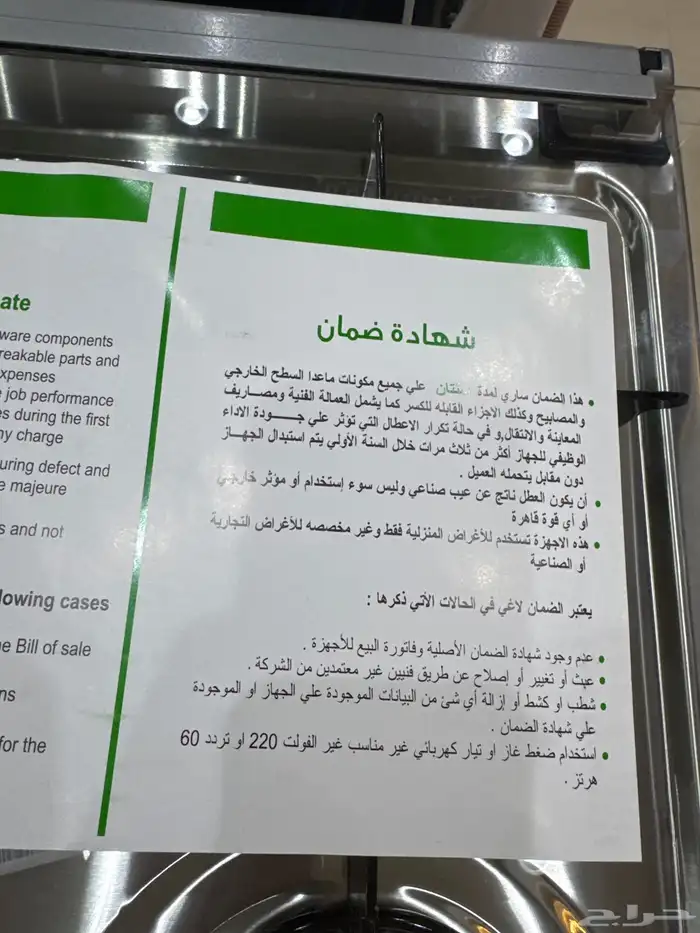 ate
ware components
reakable parts and
xpenses
e job performance
es during the first
ny charge
uring defect and
e majeure
s and not
lowing cases
e Bill of sale
ns
for the
شهادة ضمان
هذا الضمان ساري لمدة سنتان علي جميع مكونات ماعدا السطح الخارجي
والمصابيح وكذلك الاجزاء القابله للكسر كما يشمل العمالة الفنية ومصاريف
المعاينة والانتقال,و في حالة تكرار الاعطال التي تؤثر علي جودة الاداء
الوظيفي للجهاز أكثر من ثلاث مرات خلال السنة الأولي يتم استبدال الجهاز
دون مقابل يتحمله العميل .
أن يكون العطل ناتج عن عيب صناعي وليس سوء إستخدام أو مؤثر خارجي
أو أي قوة قاهرة
هذه الاجهزة تستخدم للأغراض المنزلية فقط وغير مخصصه للأغراض التجارية
أو الصناعية
يعتبر الضمان لاغي في الحالات الأتي ذكرها :
عدم وجود شهادة الضمان الأصلية وفاتورة البيع للأجهزة .
عبث أو تغيير أو إصلاح عن طريق فنيين غير معتمدين من الشركة .
شطب او كشط أو إزالة أي شئ من البيانات الموجودة علي الجهاز او الموجودة
علي شهادة الضمان .
استخدام ضغط غاز او تيار كهربائي غير مناسب غير الفولت 220 او تردد 60
هرتز .
حراج